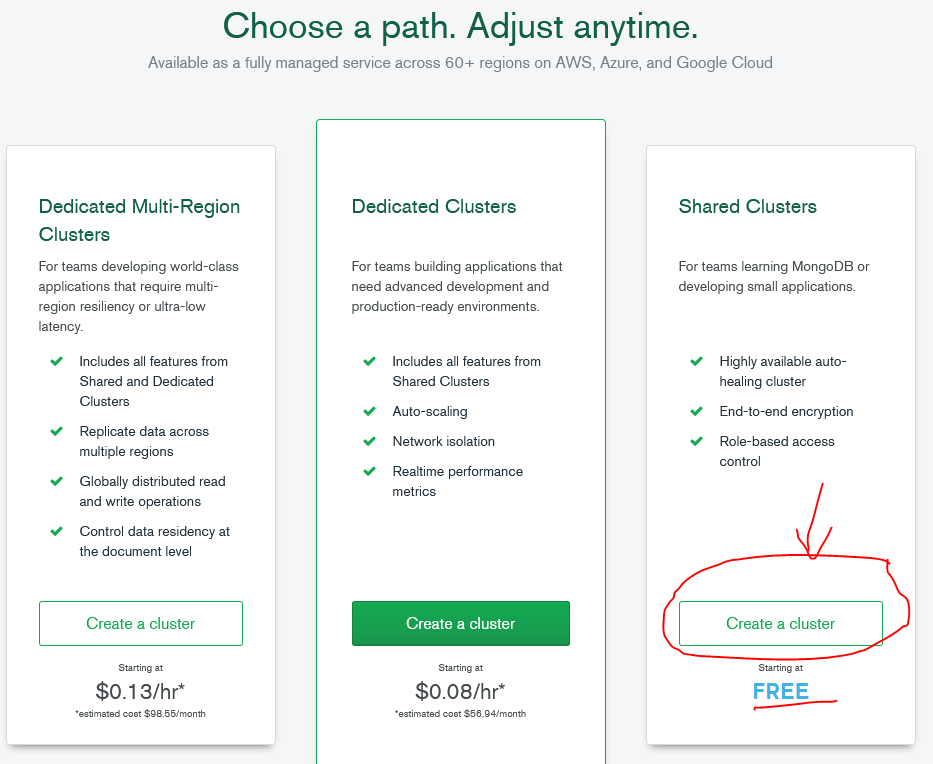 Choose a path. Adjust anytime.
Available as a fully managed service across 60+ regions on AWS, Azure, and Google Cloud
Dedicated Multi-Region
Clusters
For teams developing world-class
applications that require multi-
region resiliency or ultra-low
latency.
Includes all features from
Shared and Dedicated
Clusters
Replicate data across
multiple regions
Globally distributed read
and write operations
Control data residency at
the document level
Create a cluster
Starting at
$0.13/hr*
*estimated cost $98.55/month
Dedicated Clusters
For teams building applications that
need advanced development and
production-ready environments.
Includes all features from
Shared Clusters
Auto-scaling
Network isolation
Realtime performance
metrics
Create a cluster
Starting at
$0.08/hr*
*estimated cost $56.94/month
Shared Clusters
For teams learning MongoDB or
developing small applications.
Highly available auto-
healing cluster
End-to-end encryption
Role-based access
control
Create a cluster
Starting at
FREE